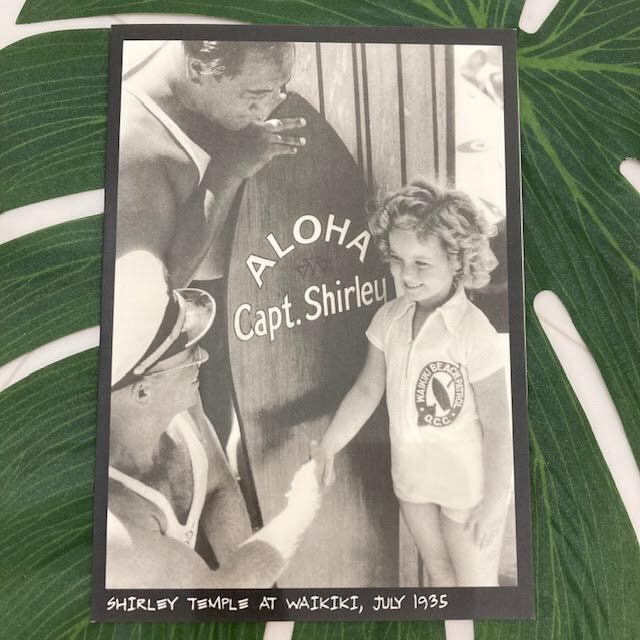 ALOHA
Capt. Shirley
WAIKIKI BEACH PATROL
O.C.C.
SHIRLEY TEMPLE AT WAIKIKI, JULY 1935